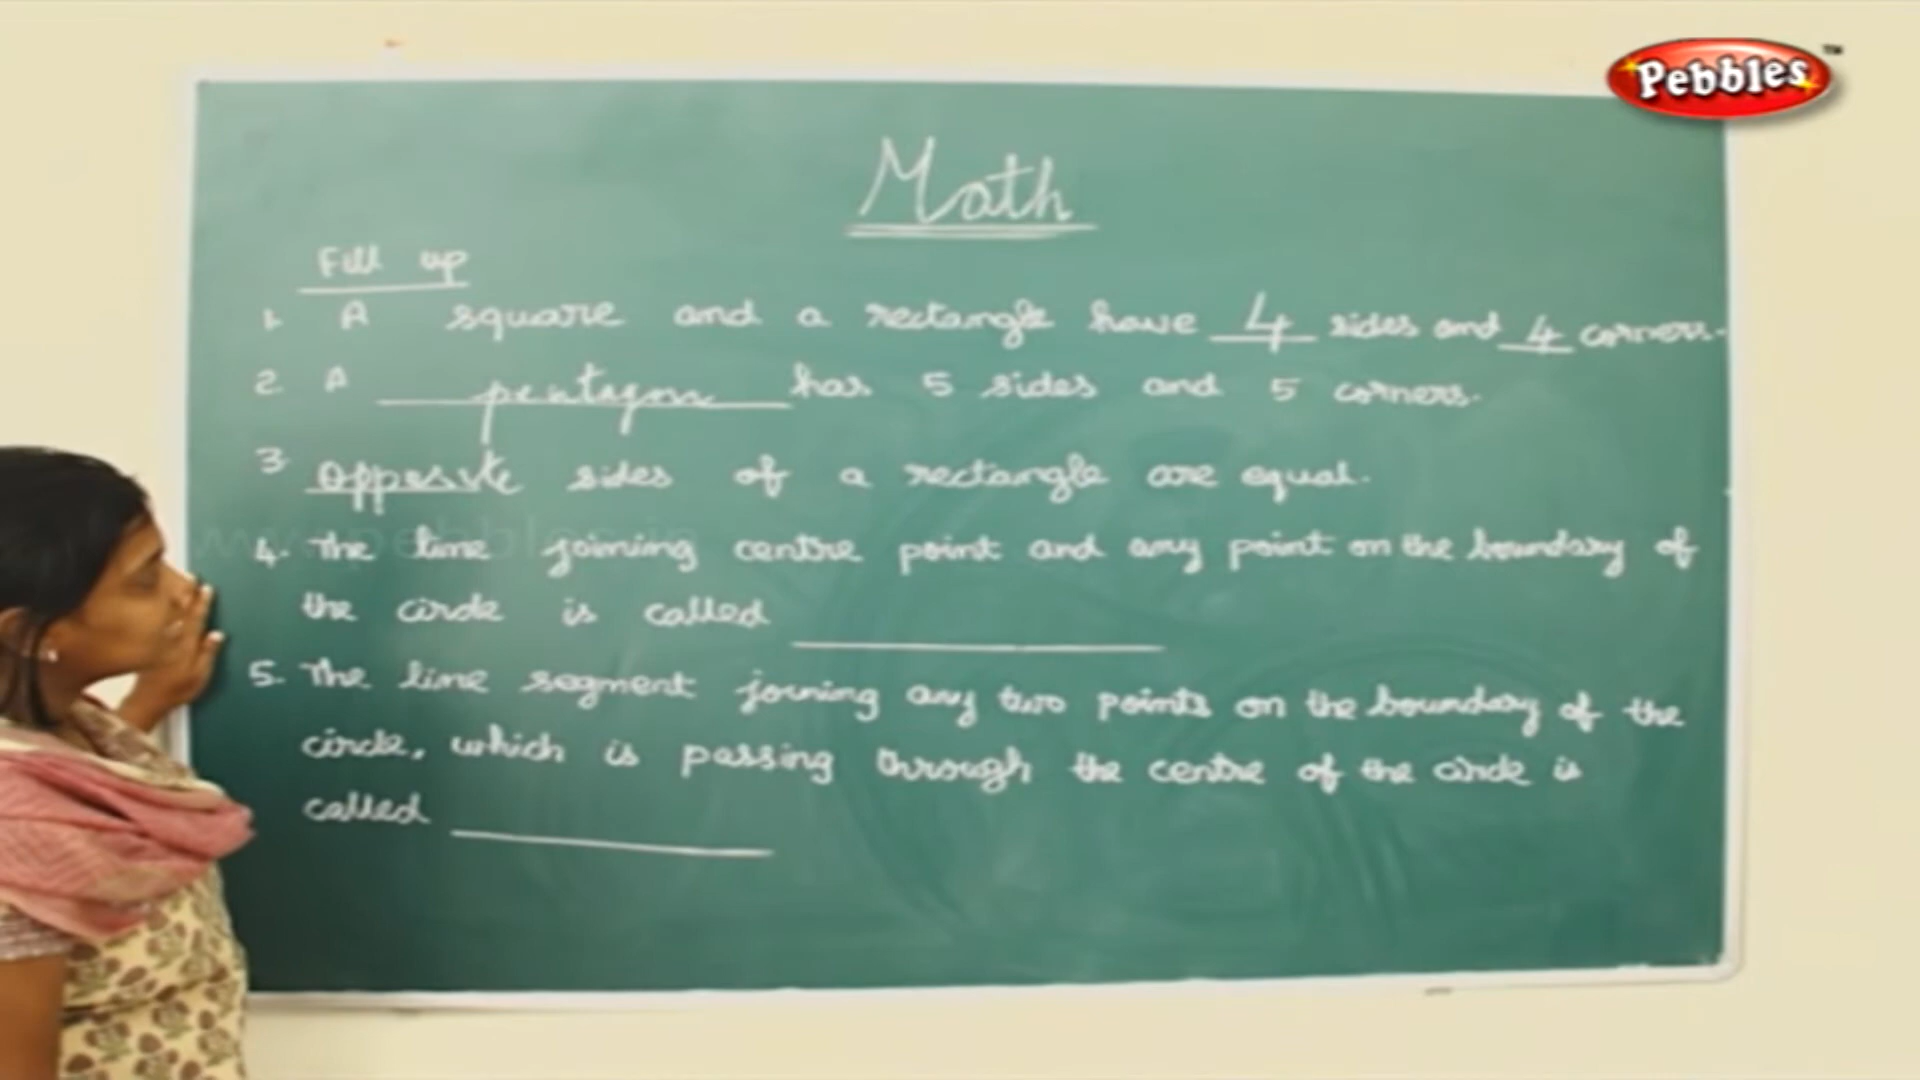 Pebbles™
Math
Fill up
1. A square and a rectangle have 4 sides and 4 corners.
2. A pentagon has 5 sides and 5 corners.
3. Opposite sides of a rectangle are equal.
www.pebbles.in
4. The line joining centre point and any point on the boundary of
the circle is called
5. The line segment joining any two points on the boundary of the
circle, which is passing through the centre of the circle is
called